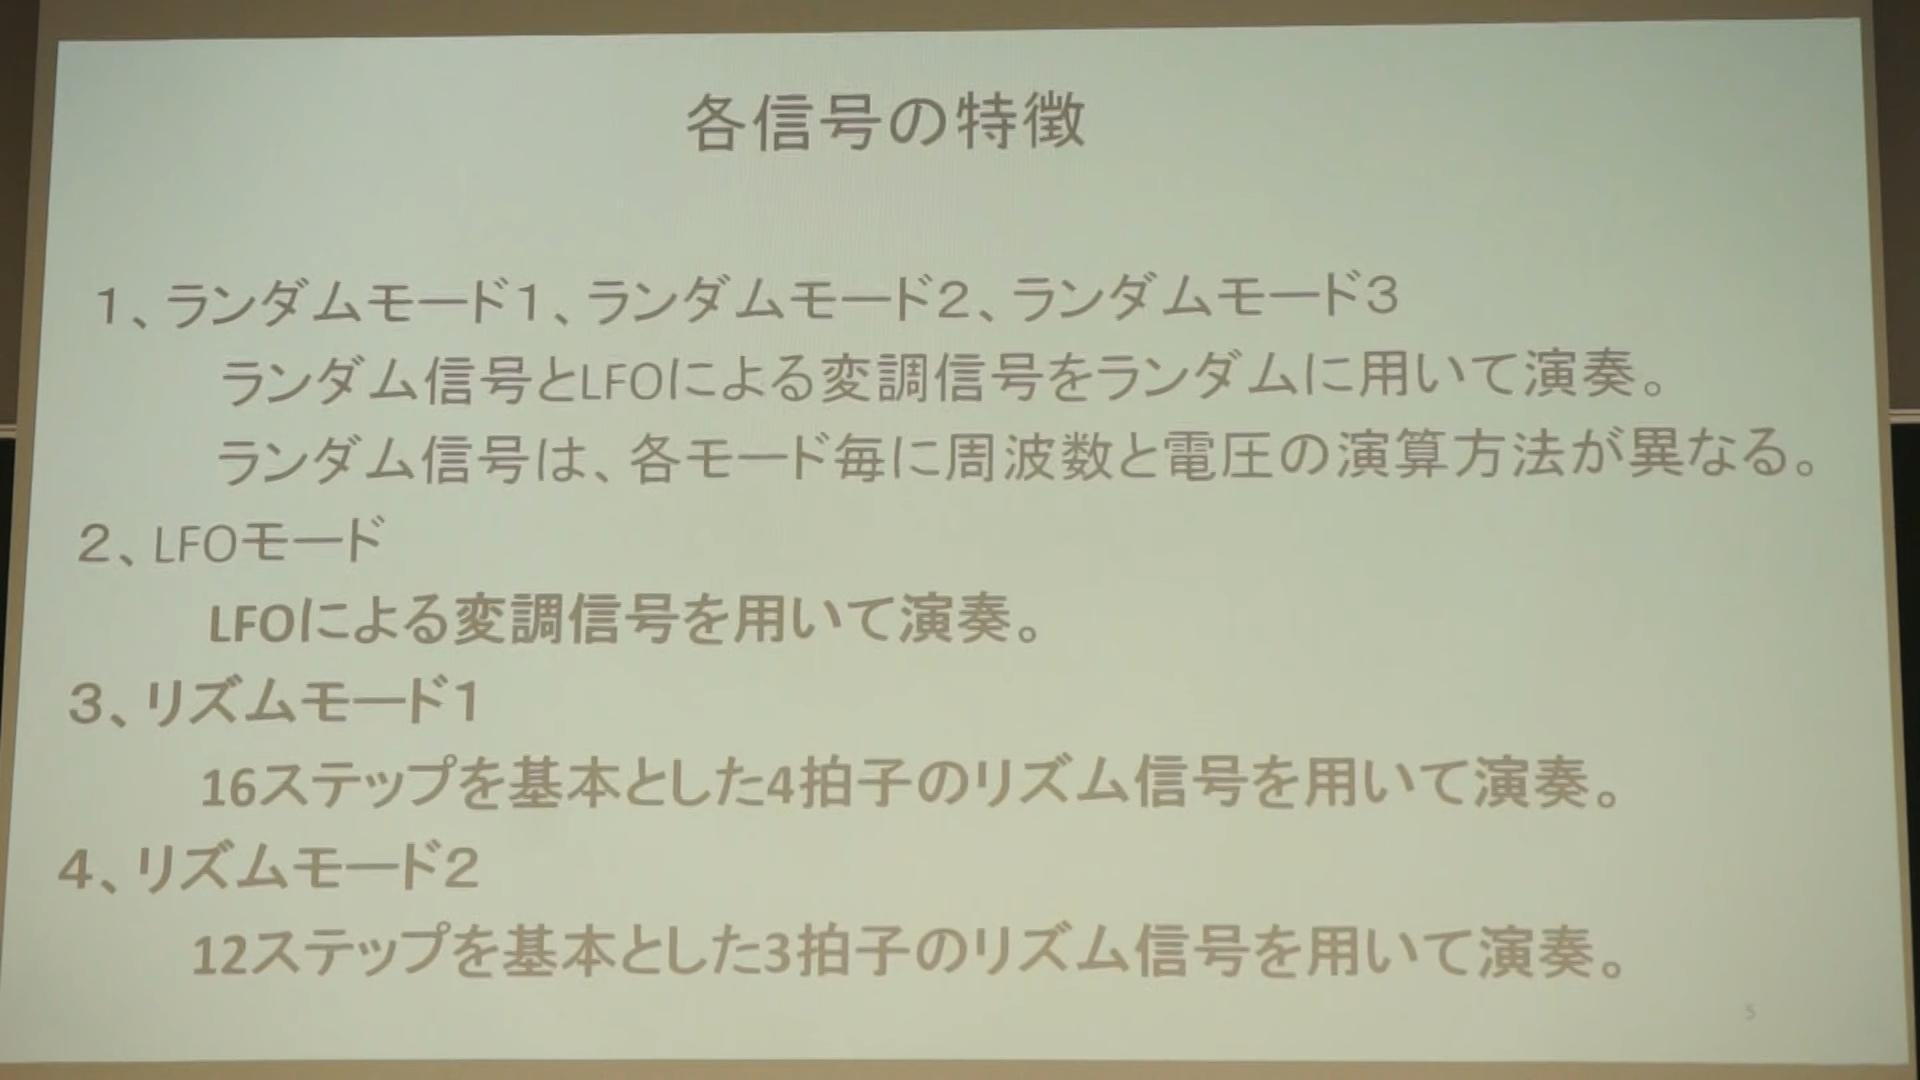 各信号の特徴
１、ランダムモード１、ランダムモード２、ランダムモード３
ランダム信号とLFOによる変調信号をランダムに用いて演奏。
ランダム信号は、各モード毎に周波数と電圧の演算方法が異なる。
２、LFOモード
LFOによる変調信号を用いて演奏。
３、リズムモード１
16ステップを基本とした4拍子のリズム信号を用いて演奏。
４、リズムモード２
12ステップを基本とした3拍子のリズム信号を用いて演奏。
5